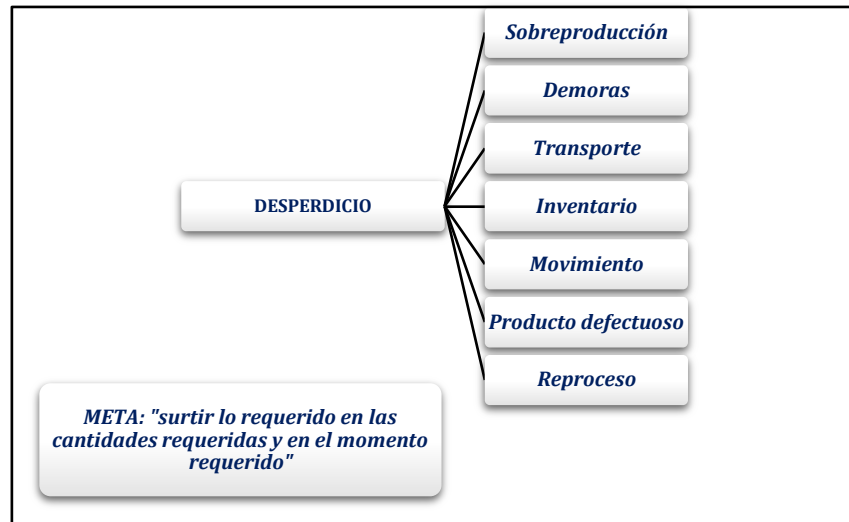 Sobreproducción
Demoras
Transporte
DESPERDICIO
Inventario
Movimiento
Producto defectuoso
Reproceso
META: "surtir lo requerido en las
cantidades requeridas y en el momento
requerido"